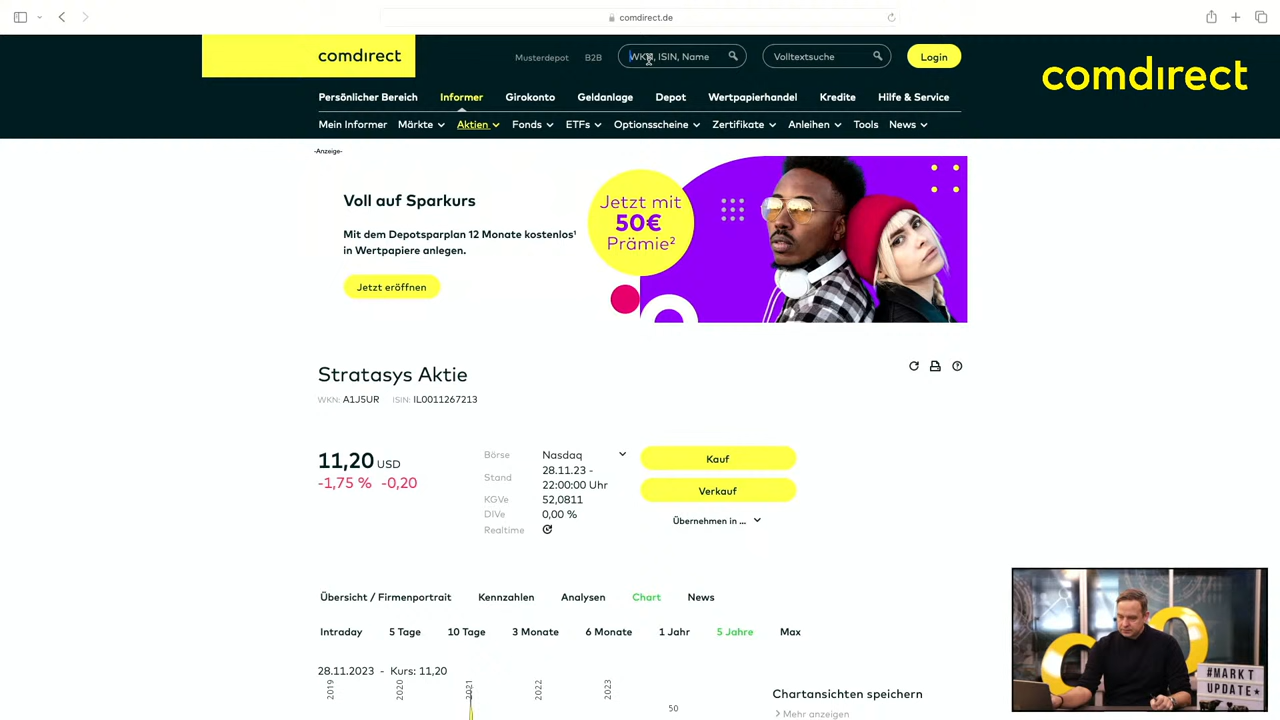 comdirect.de
comdirect
Musterdepot
B2B
WKN, ISIN, Name
Volltextsuche
Login
comdirect
Persönlicher Bereich
Informer
Girokonto
Geldanlage
Depot
Wertpapierhandel
Kredite
Hilfe & Service
Mein Informer
Märkte
Aktien
Fonds
ETFs
Optionsscheine
Zertifikate
Anleihen
Tools
News
-Anzeige-
Voll auf Sparkurs
Mit dem Depotsparplan 12 Monate kostenlos¹
in Wertpapiere anlegen.
Jetzt eröffnen
Jetzt mit
50€
Prämie²
Stratasys Aktie
WKN: A1J5UR ISIN: IL0011267213
11,20 USD
-1,75 % -0,20
Börse Nasdaq
Stand 28.11.23 -
22:00:00 Uhr
KGVe 52,0811
DIVe 0,00 %
Realtime
Kauf
Verkauf
Übernehmen in ...
Übersicht / Firmenportrait
Kennzahlen
Analysen
Chart
News
Intraday
5 Tage
10 Tage
3 Monate
6 Monate
1 Jahr
5 Jahre
Max
28.11.2023 - Kurs: 11,20
2019
2020
2021
2022
2023
50
Chartansichten speichern
Mehr anzeigen
#MARKT
UPDATE